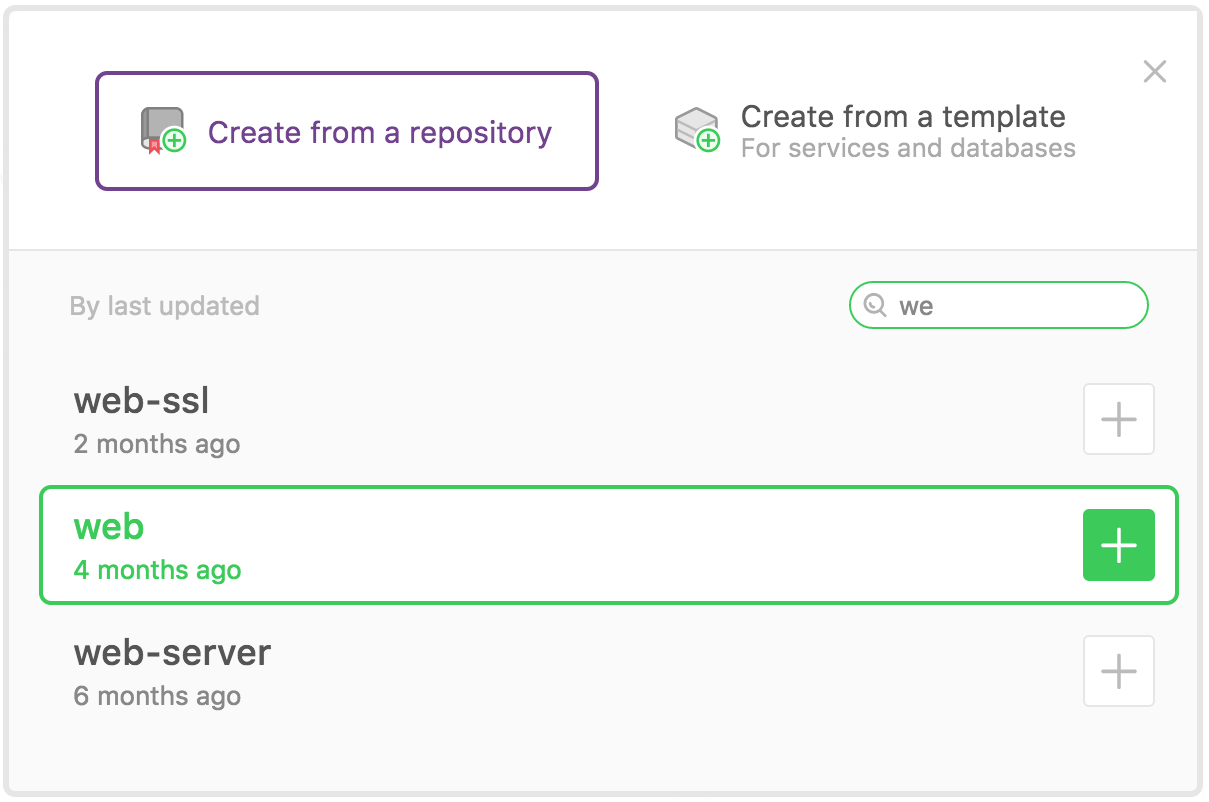 Create from a repository
Create from a template
For services and databases
By last updated
we
web-ssl
2 months ago
web
4 months ago
web-server
6 months ago